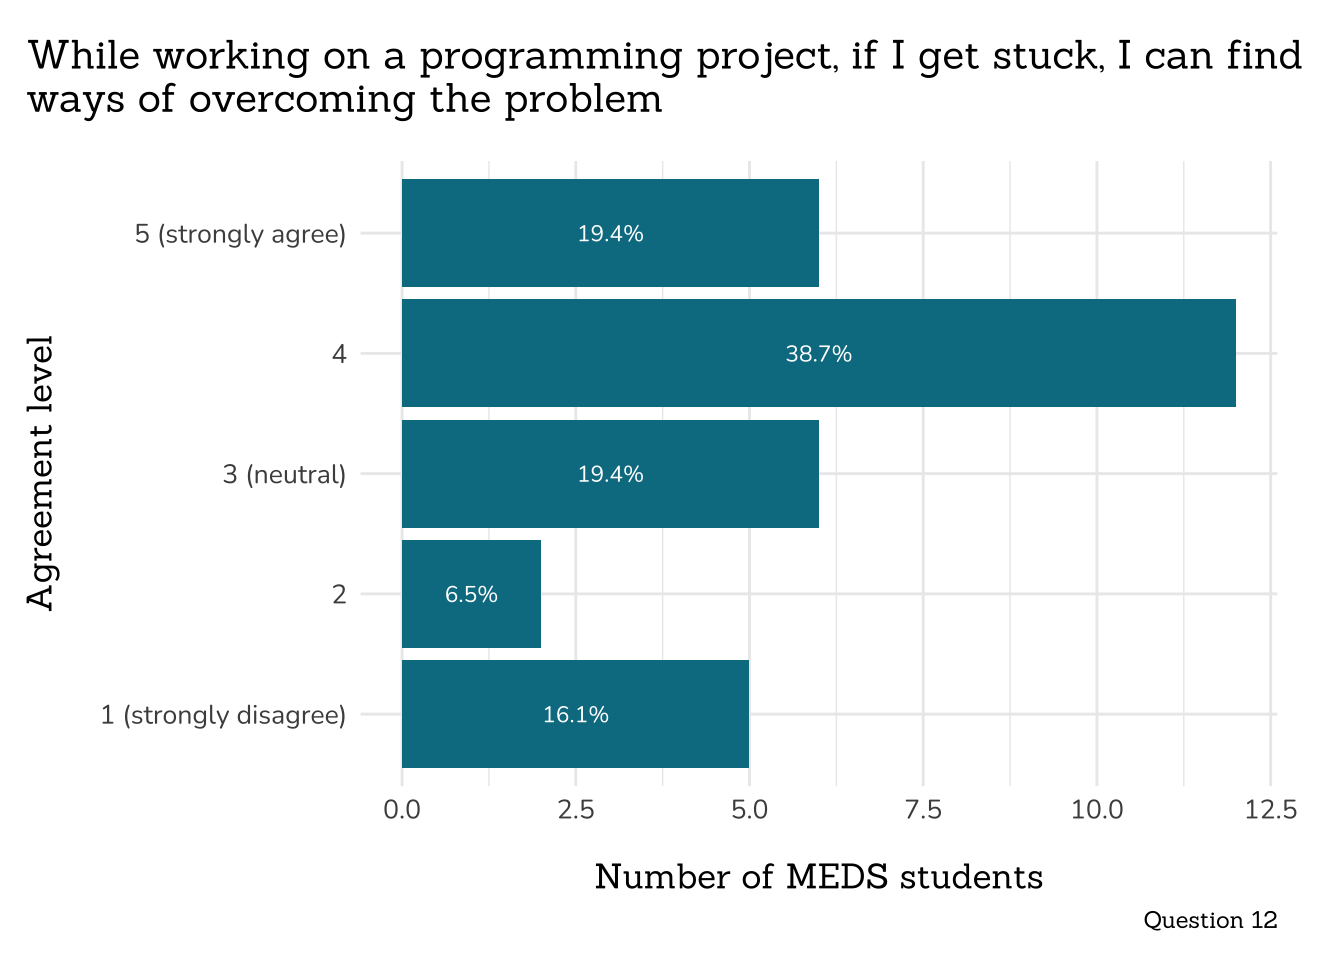 While working on a programming project, if I get stuck, I can find
ways of overcoming the problem
Agreement level
5 (strongly agree)
19.4%
4
38.7%
3 (neutral)
19.4%
2
6.5%
1 (strongly disagree)
16.1%
0.0 2.5 5.0 7.5 10.0 12.5
Number of MEDS students
Question 12